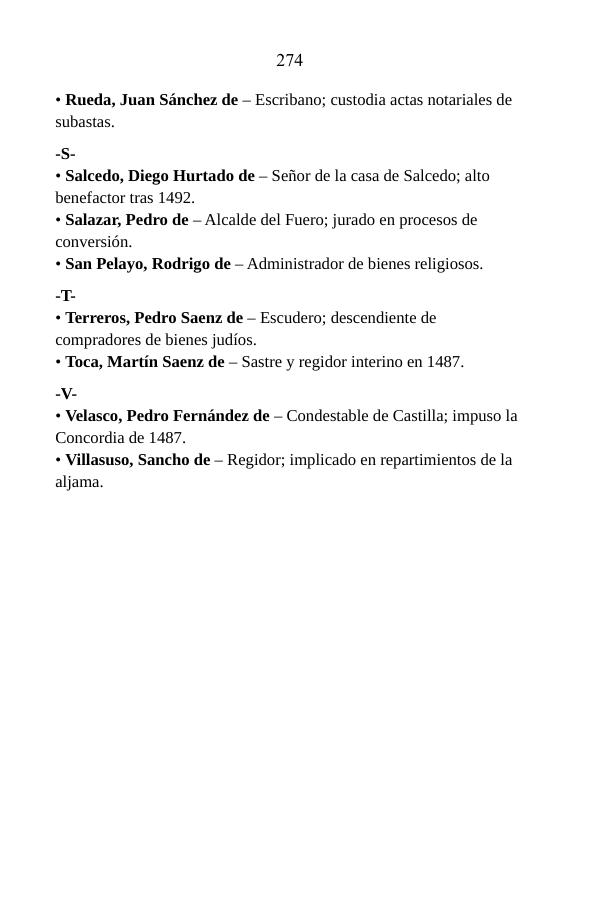 274
• Rueda, Juan Sánchez de – Escribano; custodia actas notariales de
subastas.
-S-
• Salcedo, Diego Hurtado de – Señor de la casa de Salcedo; alto
benefactor tras 1492.
• Salazar, Pedro de – Alcalde del Fuero; jurado en procesos de
conversión.
• San Pelayo, Rodrigo de – Administrador de bienes religiosos.
-T-
• Terreros, Pedro Saenz de – Escudero; descendiente de
compradores de bienes judíos.
• Toca, Martín Saenz de – Sastre y regidor interino en 1487.
-V-
• Velasco, Pedro Fernández de – Condestable de Castilla; impuso la
Concordia de 1487.
• Villasuso, Sancho de – Regidor; implicado en repartimientos de la
aljama.